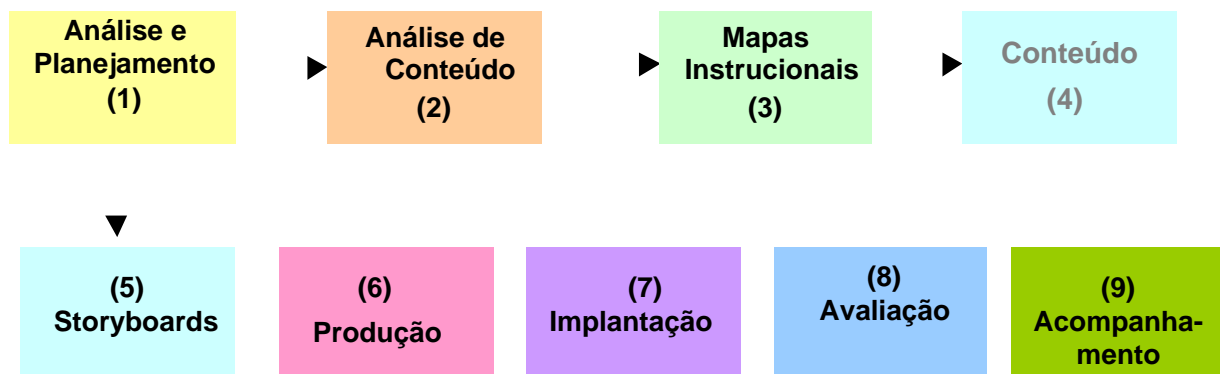 Análise e
Planejamento
(1)
Análise de
Conteúdo
(2)
Mapas
Instrucionais
(3)
Conteúdo
(4)
(5)
Storyboards
(6)
Produção
(7)
Implantação
(8)
Avaliação
(9)
Acompanha-
mento